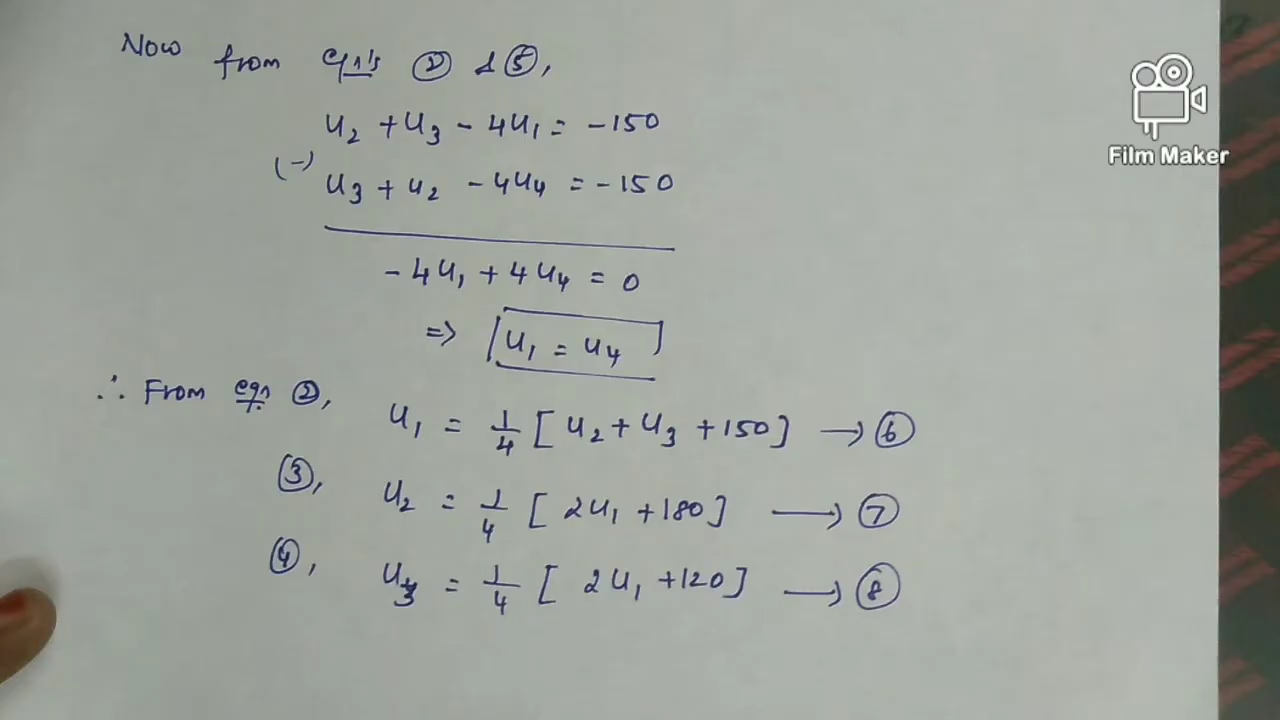 Now from eqn's ② & ⑤,
u₂ + u₃ - 4u₁ = -150
(-) u₃ + u₂ - 4u₄ = -150
-4u₁ + 4u₄ = 0
=> u₁ = u₄
∴ From eqn ②, u₁ = 1/4 [u₂ + u₃ + 150] → ⑥
③, u₂ = 1/4 [2u₁ + 180] → ⑦
④, u₃ = 1/4 [2u₁ + 120] → ⑧
Film Maker